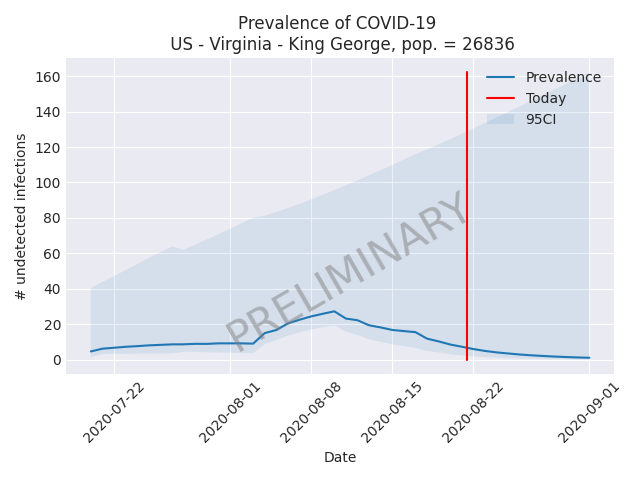 Prevalence of COVID-19
US - Virginia - King George, pop. = 26836
160
140
120
100
80
60
40
20
0
# undetected infections
Prevalence
Today
95CI
PRELIMINARY
2020-07-22
2020-08-01
2020-08-08
2020-08-15
2020-08-22
2020-09-01
Date